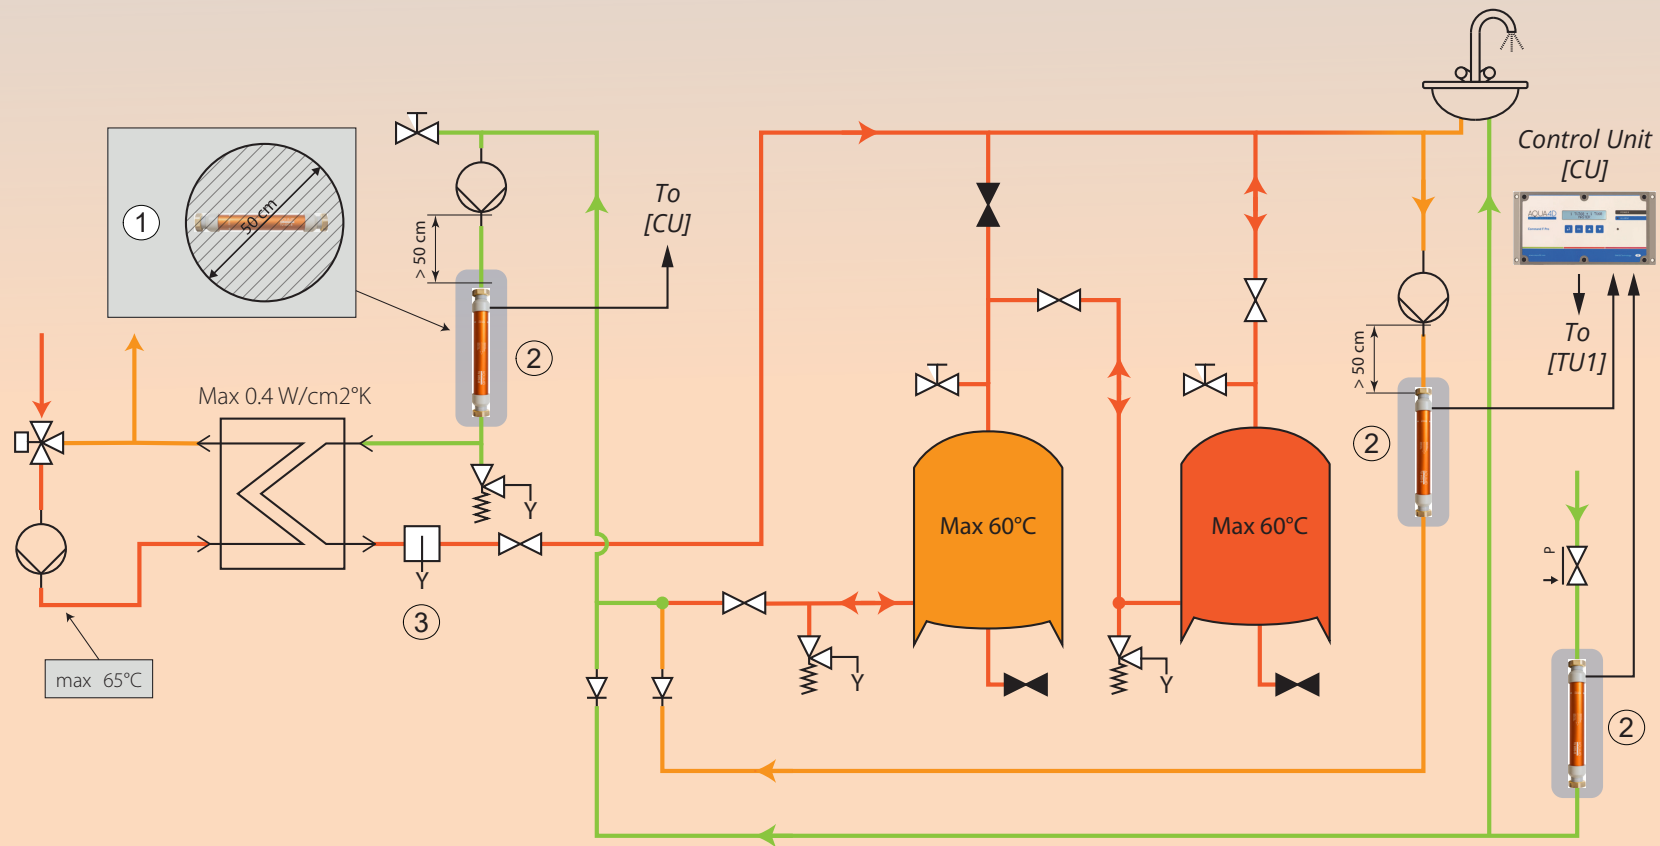 Control Unit
[CU]
AQUA4D
To
[CU]
1
50 cm
> 50 cm
2
To
[TU1]
> 50 cm
Max 0.4 W/cm2°K
2
Max 60°C
Max 60°C
Y
P
Y
3
max 65°C
Y
Y
2